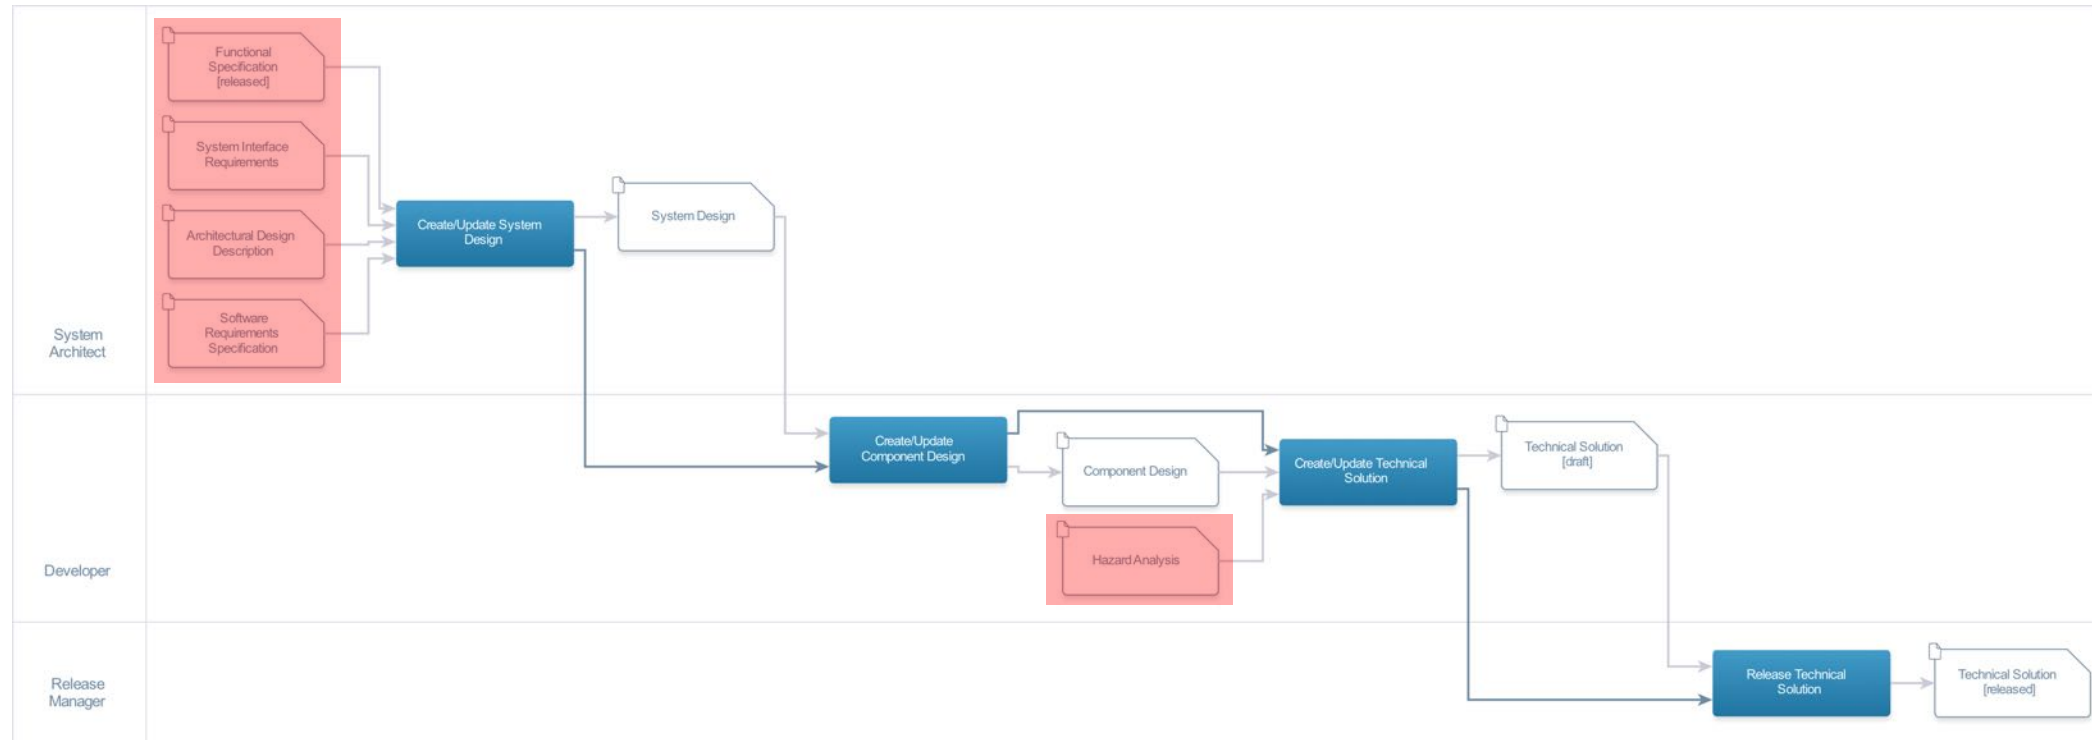 Functional
Specification
[released]
System Interface
Requirements
Architectural Design
Description
Software
Requirements
Specification
Create/Update System
Design
System Design
System
Architect
Create/Update
Component Design
Component Design
Hazard Analysis
Create/Update Technical
Solution
Technical Solution
[draft]
Developer
Release Technical
Solution
Technical Solution
[released]
Release
Manager